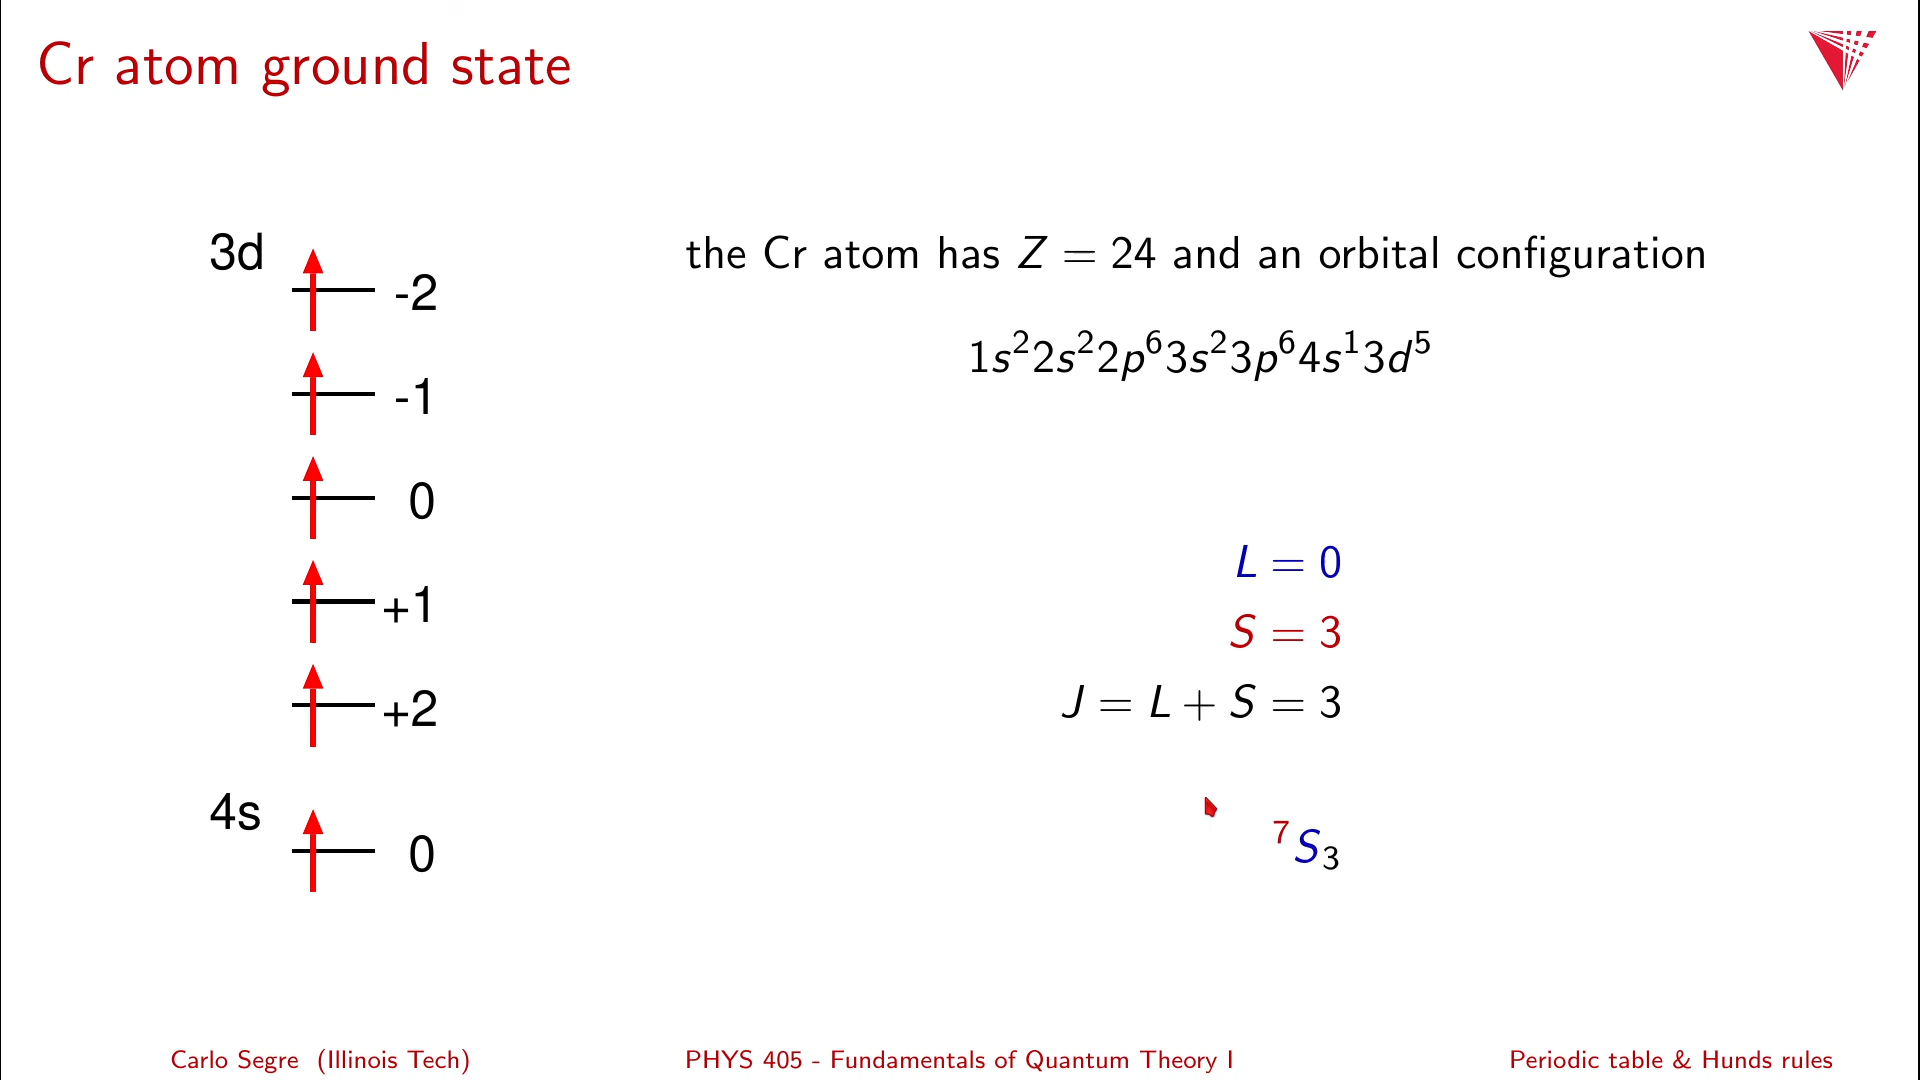 Cr atom ground state
3d
-2
-1
0
+1
+2
4s
0
the Cr atom has Z = 24 and an orbital configuration
1s²2s²2p⁶3s²3p⁶4s¹3d⁵
L = 0
S = 3
J = L + S = 3
⁷S₃
Carlo Segre (Illinois Tech)
PHYS 405 - Fundamentals of Quantum Theory I
Periodic table & Hunds rules